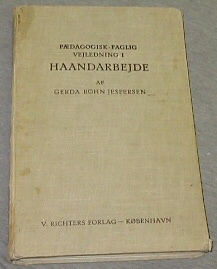 PÆDAGOGISK-FAGLIG
VEJLEDNING I
HAANDARBEJDE
AF
GERDA BOHN JESPERSEN
V. RICHTERS FORLAG — KØBENHAVN